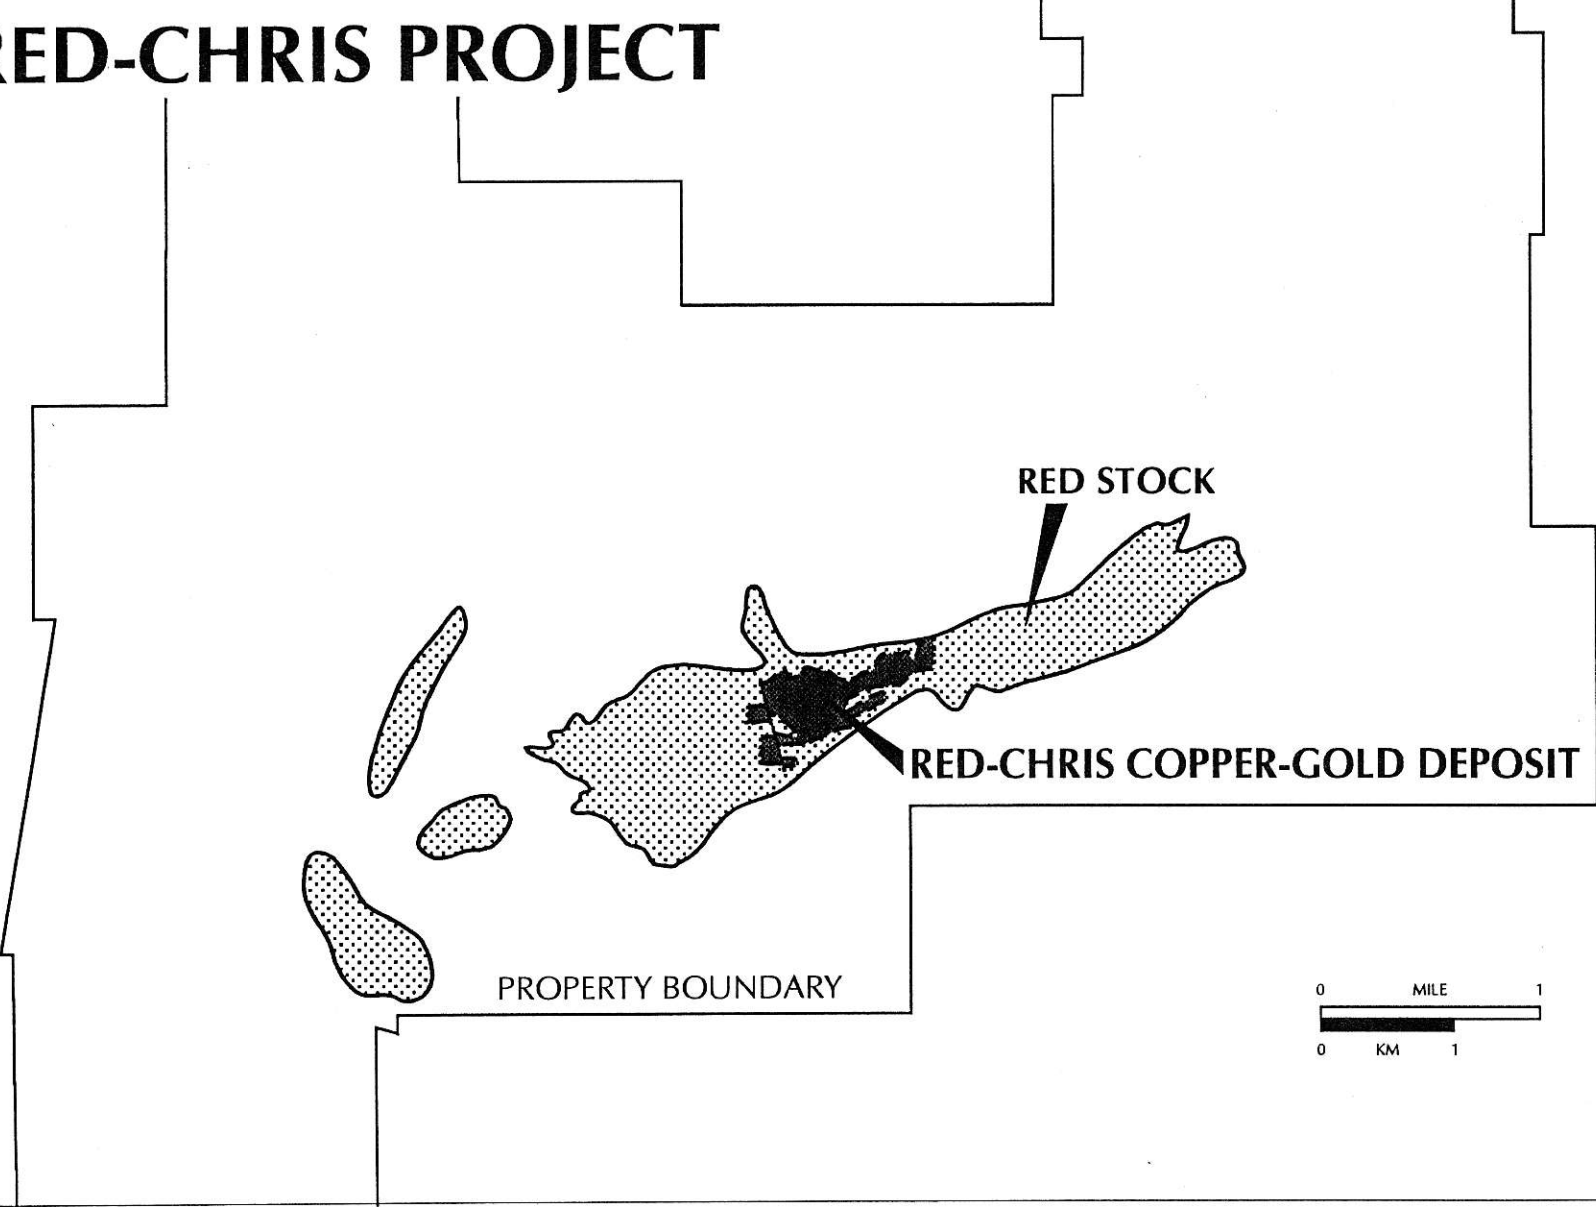 RED-CHRIS PROJECT
RED STOCK
RED-CHRIS COPPER-GOLD DEPOSIT
PROPERTY BOUNDARY
0 MILE 1
0 KM 1